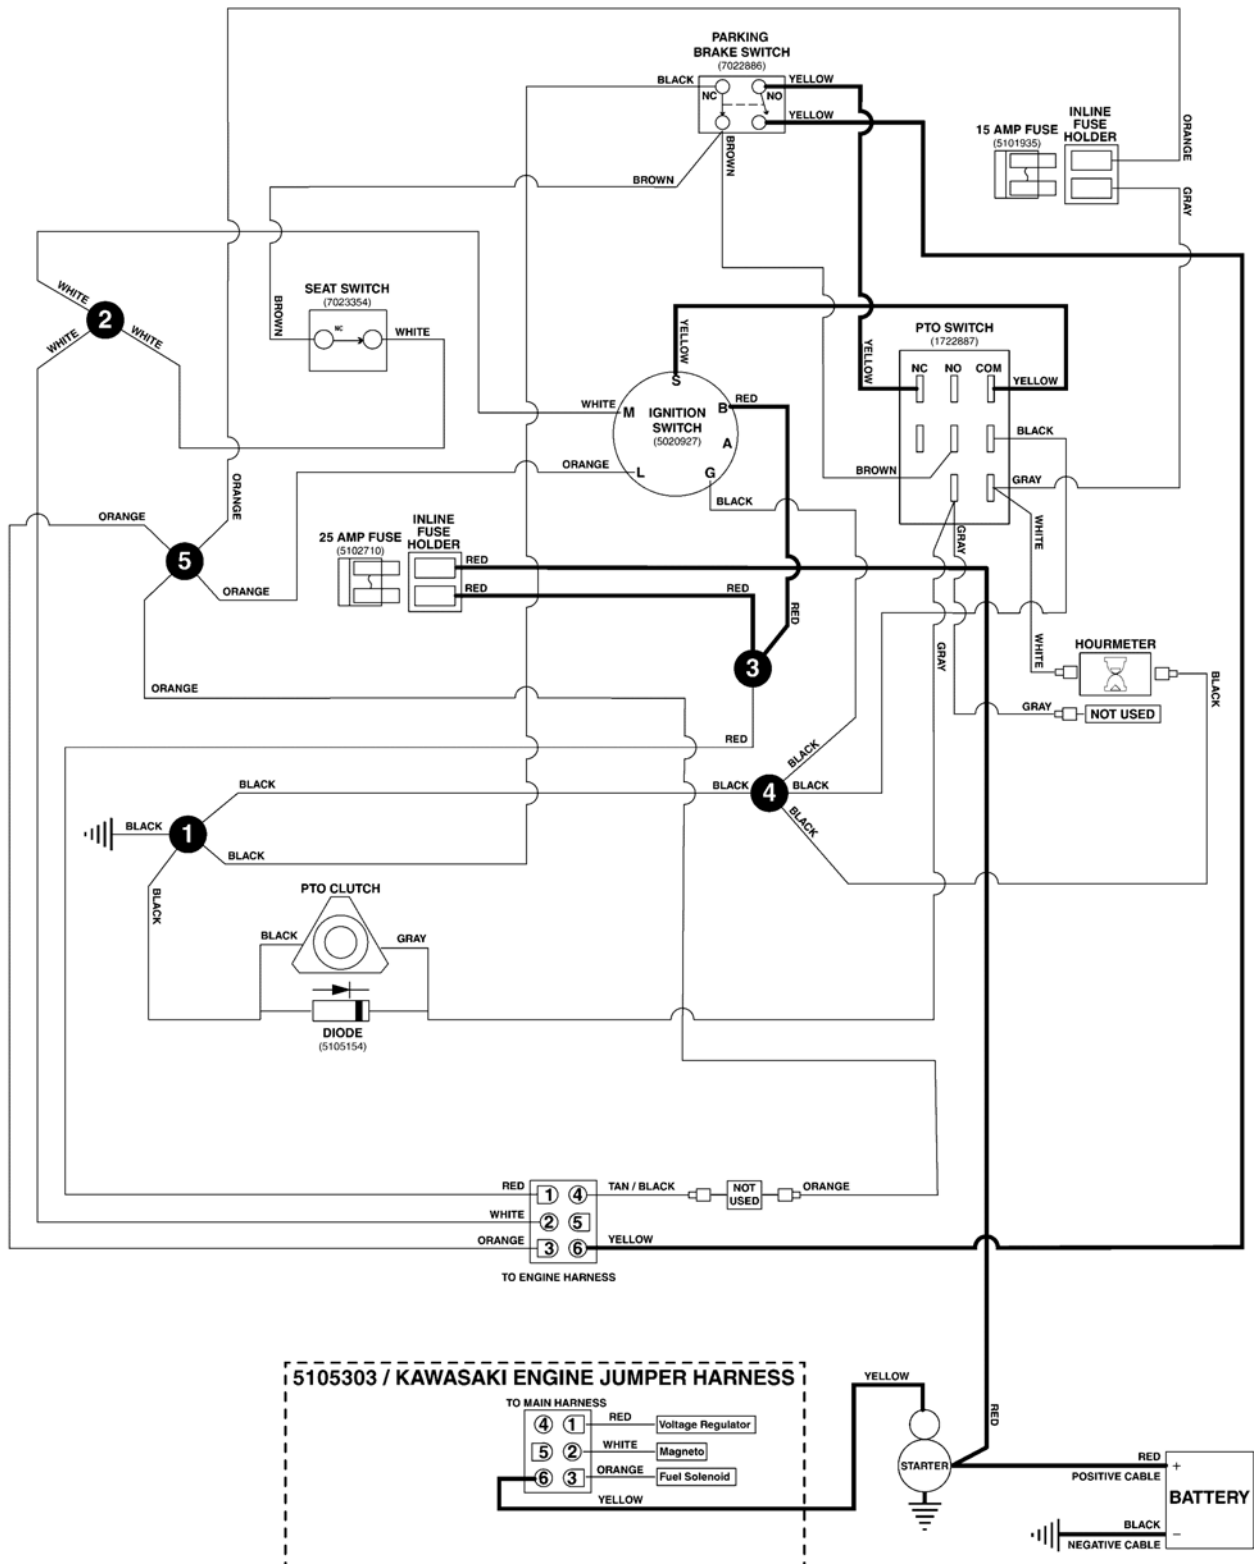 PARKING
BRAKE SWITCH
(7022886)
BLACK
YELLOW
NC
NO
YELLOW
BROWN
BROWN
15 AMP FUSE
(5101935)
INLINE
FUSE
HOLDER
ORANGE
GRAY
WHITE
2
WHITE
WHITE
SEAT SWITCH
(7023354)
BROWN
NC
WHITE
YELLOW
S
WHITE
M
IGNITION
SWITCH
(5020927)
B
RED
A
ORANGE
L
G
BLACK
YELLOW
PTO SWITCH
(1722887)
NC
NO
COM
YELLOW
BLACK
BROWN
GRAY
GRAY
WHITE
ORANGE
ORANGE
5
ORANGE
25 AMP FUSE
(5102710)
INLINE
FUSE
HOLDER
RED
RED
RED
RED
3
ORANGE
RED
GRAY
WHITE
HOURMETER
BLACK
GRAY
NOT USED
BLACK
BLACK
BLACK
4
BLACK
BLACK
BLACK
1
BLACK
BLACK
PTO CLUTCH
BLACK
GRAY
DIODE
(5105154)
RED
1
4
TAN / BLACK
NOT
USED
ORANGE
WHITE
2
5
ORANGE
3
6
YELLOW
TO ENGINE HARNESS
5105303 / KAWASAKI ENGINE JUMPER HARNESS
TO MAIN HARNESS
4
1
RED
Voltage Regulator
5
2
WHITE
Magneto
6
3
ORANGE
Fuel Solenoid
YELLOW
YELLOW
RED
STARTER
RED
POSITIVE CABLE
+
BATTERY
BLACK
NEGATIVE CABLE
−